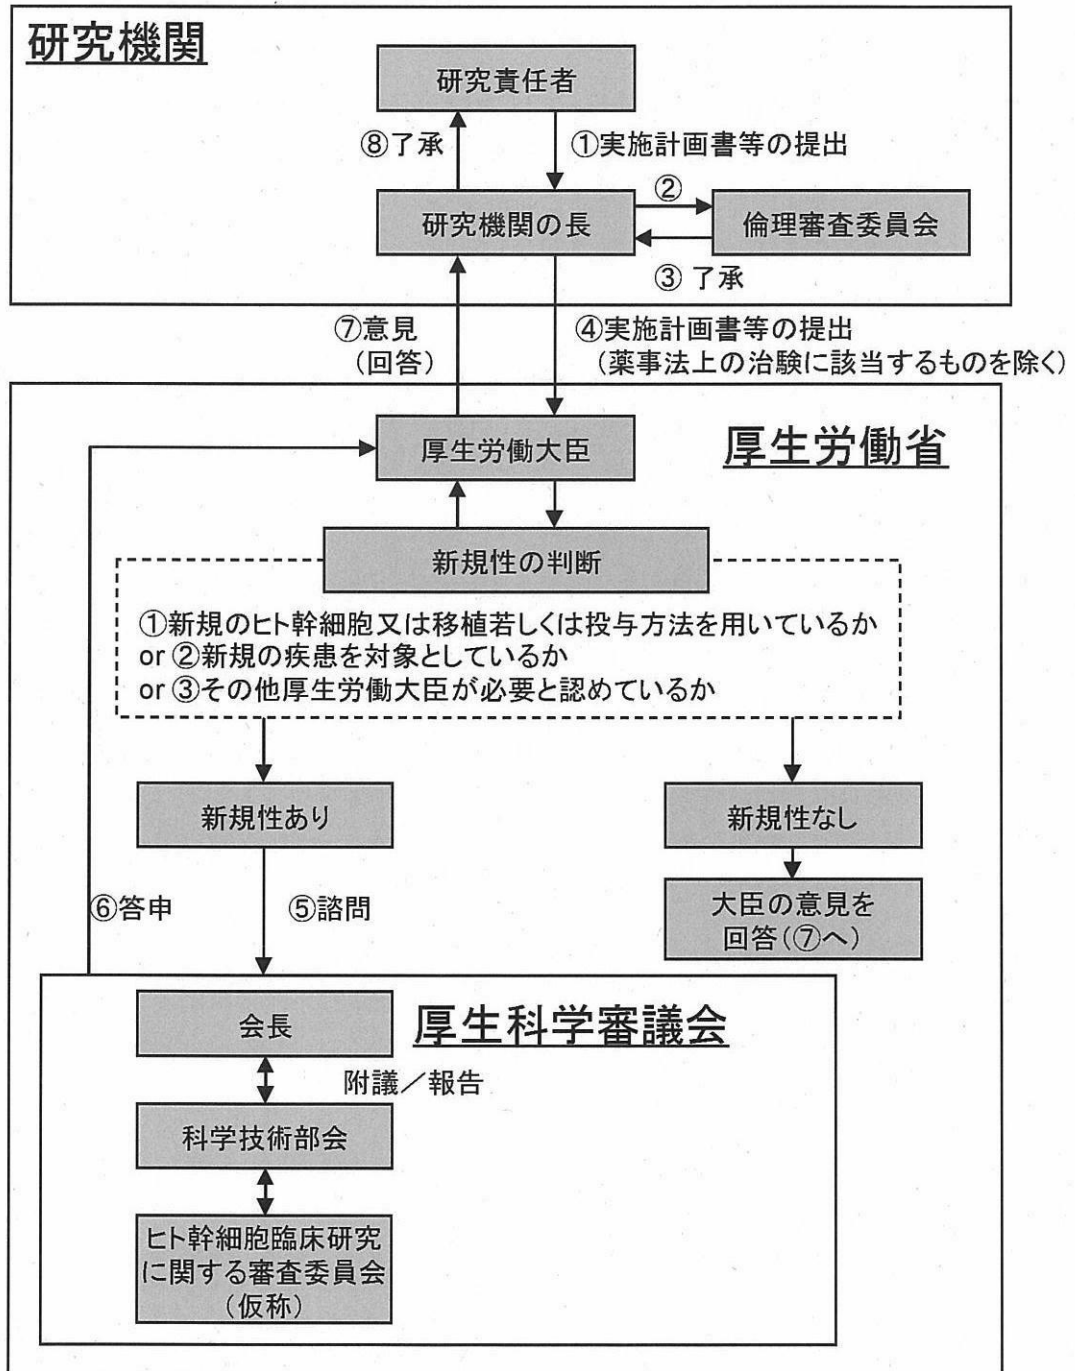 研究機関
研究責任者
⑧了承
①実施計画書等の提出
②
研究機関の長
倫理審査委員会
③ 了承
⑦意見
（回答）
④実施計画書等の提出
（薬事法上の治験に該当するものを除く）
厚生労働大臣
厚生労働省
新規性の判断
①新規のヒト幹細胞又は移植若しくは投与方法を用いているか
or ②新規の疾患を対象としているか
or ③その他厚生労働大臣が必要と認めているか
新規性あり
新規性なし
⑥答申
⑤諮問
大臣の意見を
回答（⑦へ）
会長
厚生科学審議会
附議／報告
科学技術部会
ヒト幹細胞臨床研究
に関する審査委員会
（仮称）